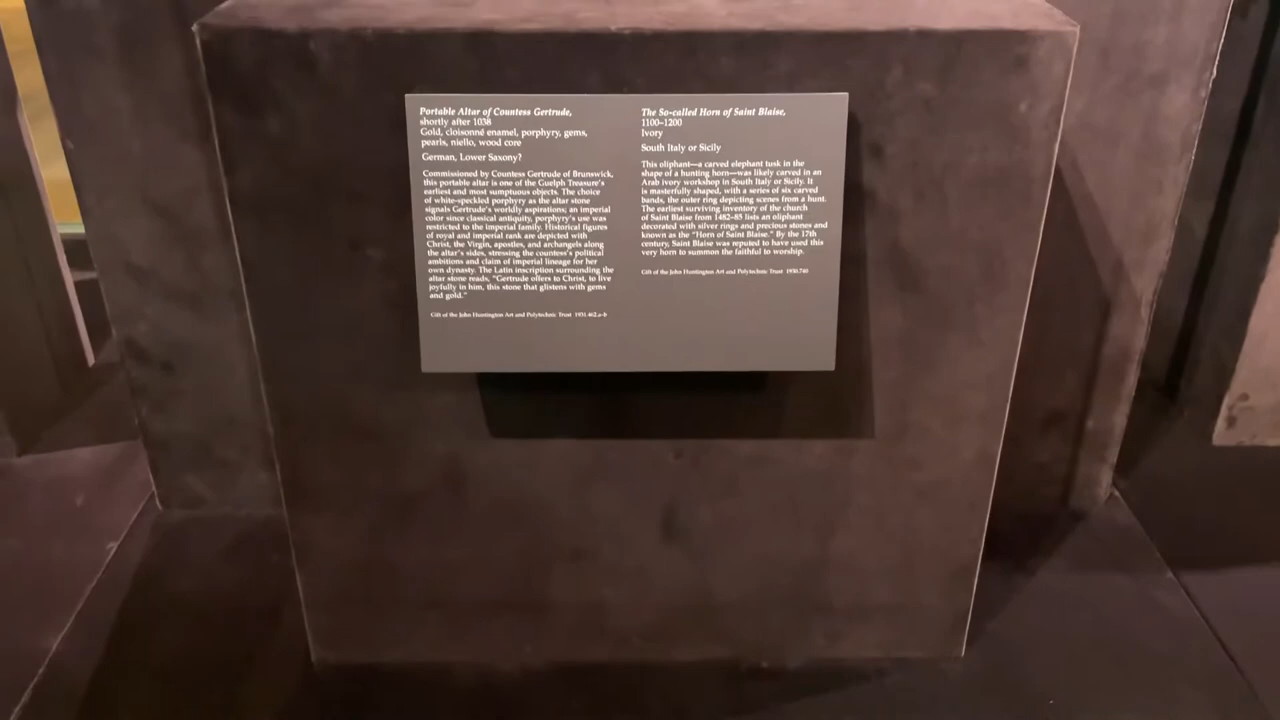 Portable Altar of Countess Gertrude,
shortly after 1038
Gold, cloisonné enamel, porphyry, gems,
pearls, niello, wood core
German, Lower Saxony?
Commissioned by Countess Gertrude of Brunswick,
this portable altar is one of the Guelph Treasure's
earliest and most sumptuous objects. The choice
of white-speckled porphyry as the altar stone
signals Gertrude's worldly aspirations; an imperial
color since classical antiquity, porphyry's use was
restricted to the imperial family. Historical figures
of royal and imperial rank are depicted with
Christ, the Virgin, apostles, and archangels along
the altar's sides, stressing the countess's political
ambitions and claim of imperial lineage for her
own dynasty. The Latin inscription surrounding the
altar stone reads, "Gertrude offers to Christ, to live
joyfully in him, this stone that glistens with gems
and gold."
Gift of the John Huntington Art and Polytechnic Trust 1931.462.a-b
The So-called Horn of Saint Blaise,
1100–1200
Ivory
South Italy or Sicily
This oliphant—a carved elephant tusk in the
shape of a hunting horn—was likely carved in an
Arab ivory workshop in South Italy or Sicily. It
is masterfully shaped, with a series of six carved
bands, the outer ring depicting scenes from a hunt.
The earliest surviving inventory of the church
of Saint Blaise from 1482–85 lists an oliphant
decorated with silver rings and precious stones and
known as the "Horn of Saint Blaise." By the 17th
century, Saint Blaise was reputed to have used this
very horn to summon the faithful to worship.
Gift of the John Huntington Art and Polytechnic Trust 1930.740